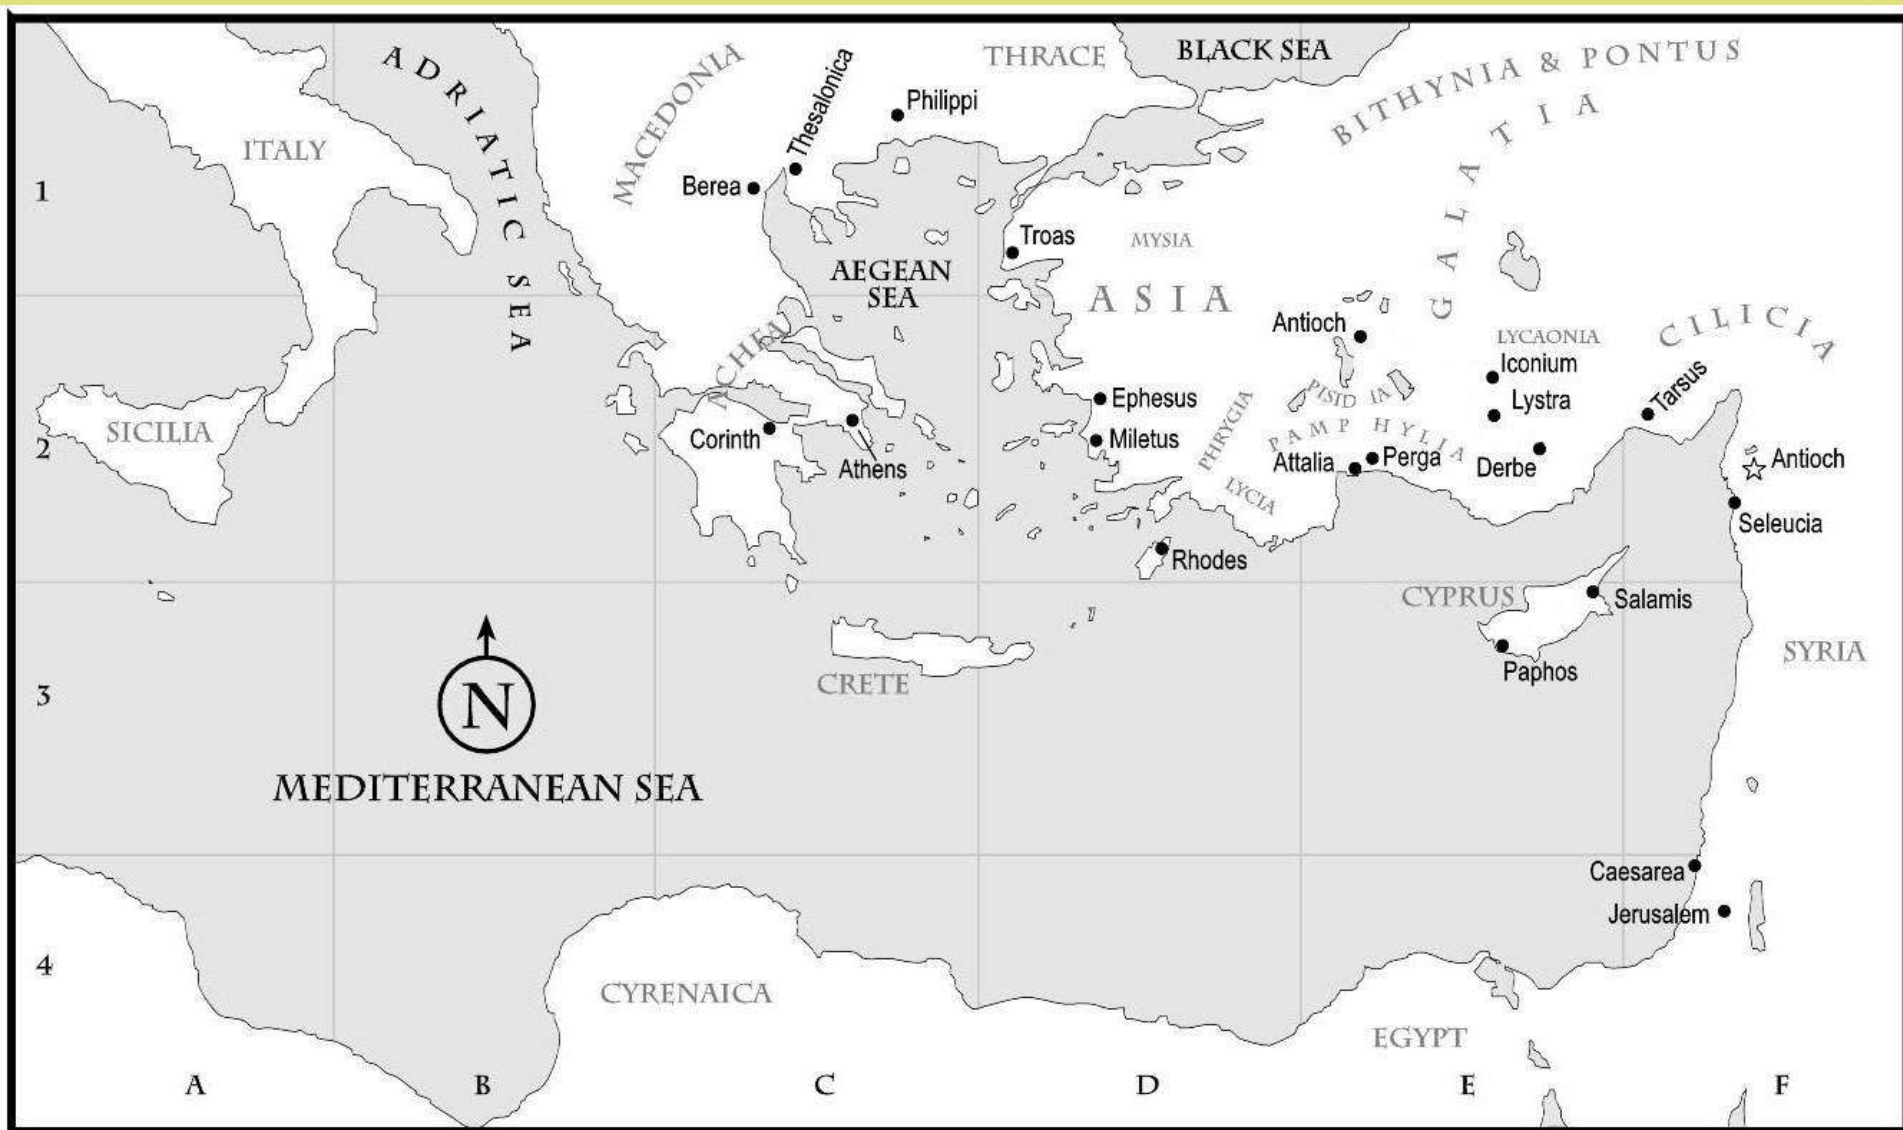 ADRIATIC SEA
MACEDONIA
Thesalonica
THRACE
BLACK SEA
BITHYNIA & PONTUS
GALATIA
Philippi
ITALY
1
Berea
Troas
MYSIA
AEGEAN
SEA
ASIA
Antioch
LYCAONIA
CILICIA
ACHEA
Iconium
Tarsus
PISIDIA
Ephesus
Lystra
SICILIA
PHRYGIA
PAMPHYLIA
2
Corinth
Miletus
Athens
Attalia
Perga
Derbe
Antioch
LYCIA
Seleucia
Rhodes
CYPRUS
Salamis
SYRIA
Paphos
CRETE
3
N
MEDITERRANEAN SEA
Caesarea
Jerusalem
4
CYRENAICA
EGYPT
A
B
C
D
E
F